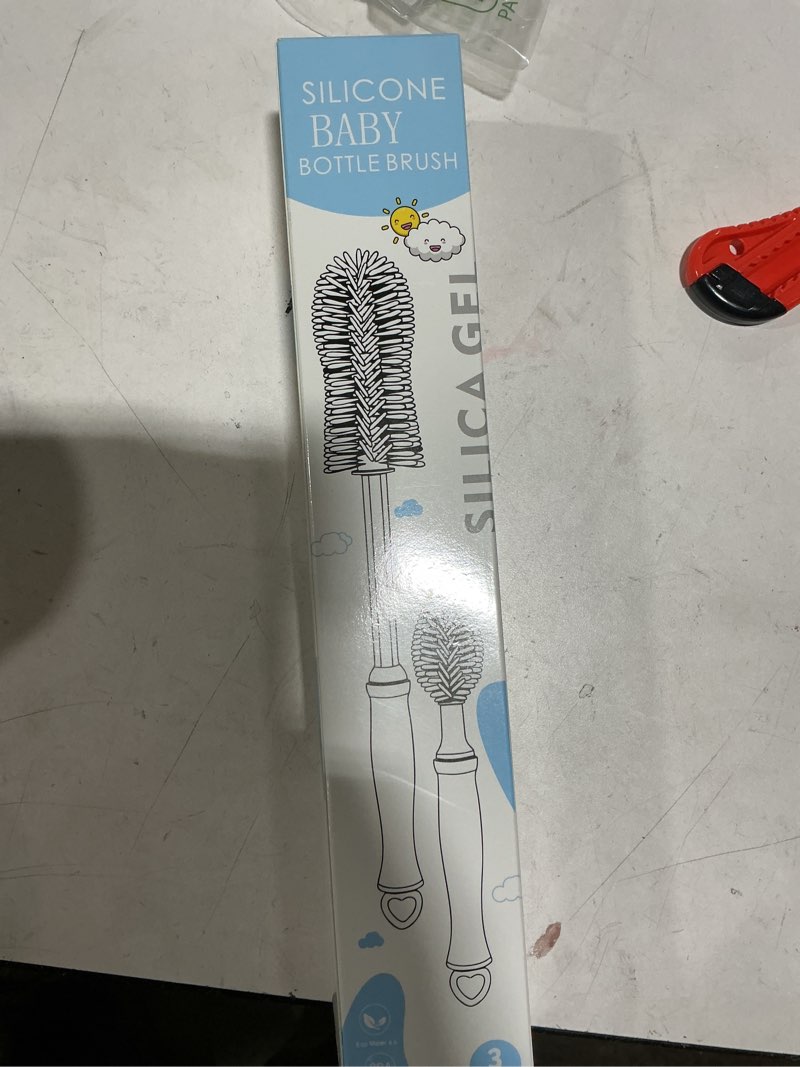 SILICONE
BABY
BOTTLE BRUSH
SILICA GEL
3